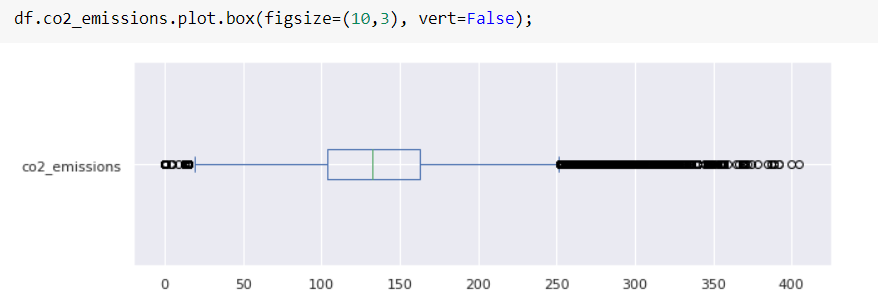 df.co2_emissions.plot.box(figsize=(10,3), vert=False);
co2_emissions
0 50 100 150 200 250 300 350 400